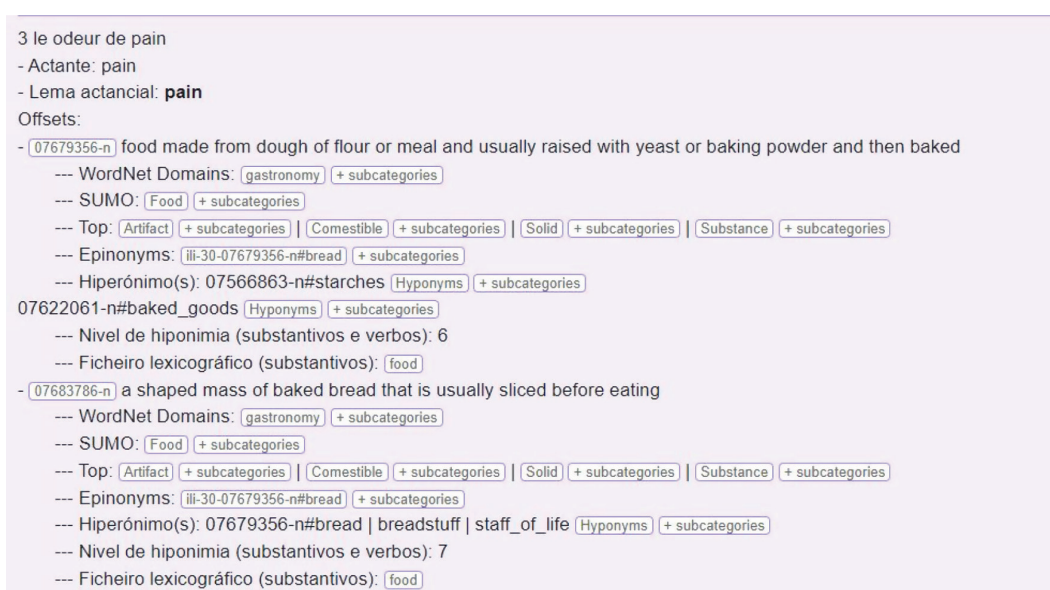 3 le odeur de pain
- Actante: pain
- Lema actancial: pain
Offsets:
- 07679356-n food made from dough of flour or meal and usually raised with yeast or baking powder and then baked
--- WordNet Domains: gastronomy + subcategories
--- SUMO: Food + subcategories
--- Top: Artifact + subcategories | Comestible + subcategories | Solid + subcategories | Substance + subcategories
--- Epinonyms: ili-30-07679356-n#bread + subcategories
--- Hiperónimo(s): 07566863-n#starches Hyponyms + subcategories
07622061-n#baked_goods Hyponyms + subcategories
--- Nivel de hiponimia (substantivos e verbos): 6
--- Ficheiro lexicográfico (substantivos): food
- 07683786-n a shaped mass of baked bread that is usually sliced before eating
--- WordNet Domains: gastronomy + subcategories
--- SUMO: Food + subcategories
--- Top: Artifact + subcategories | Comestible + subcategories | Solid + subcategories | Substance + subcategories
--- Epinonyms: ili-30-07679356-n#bread + subcategories
--- Hiperónimo(s): 07679356-n#bread | breadstuff | staff_of_life Hyponyms + subcategories
--- Nivel de hiponimia (substantivos e verbos): 7
--- Ficheiro lexicográfico (substantivos): food